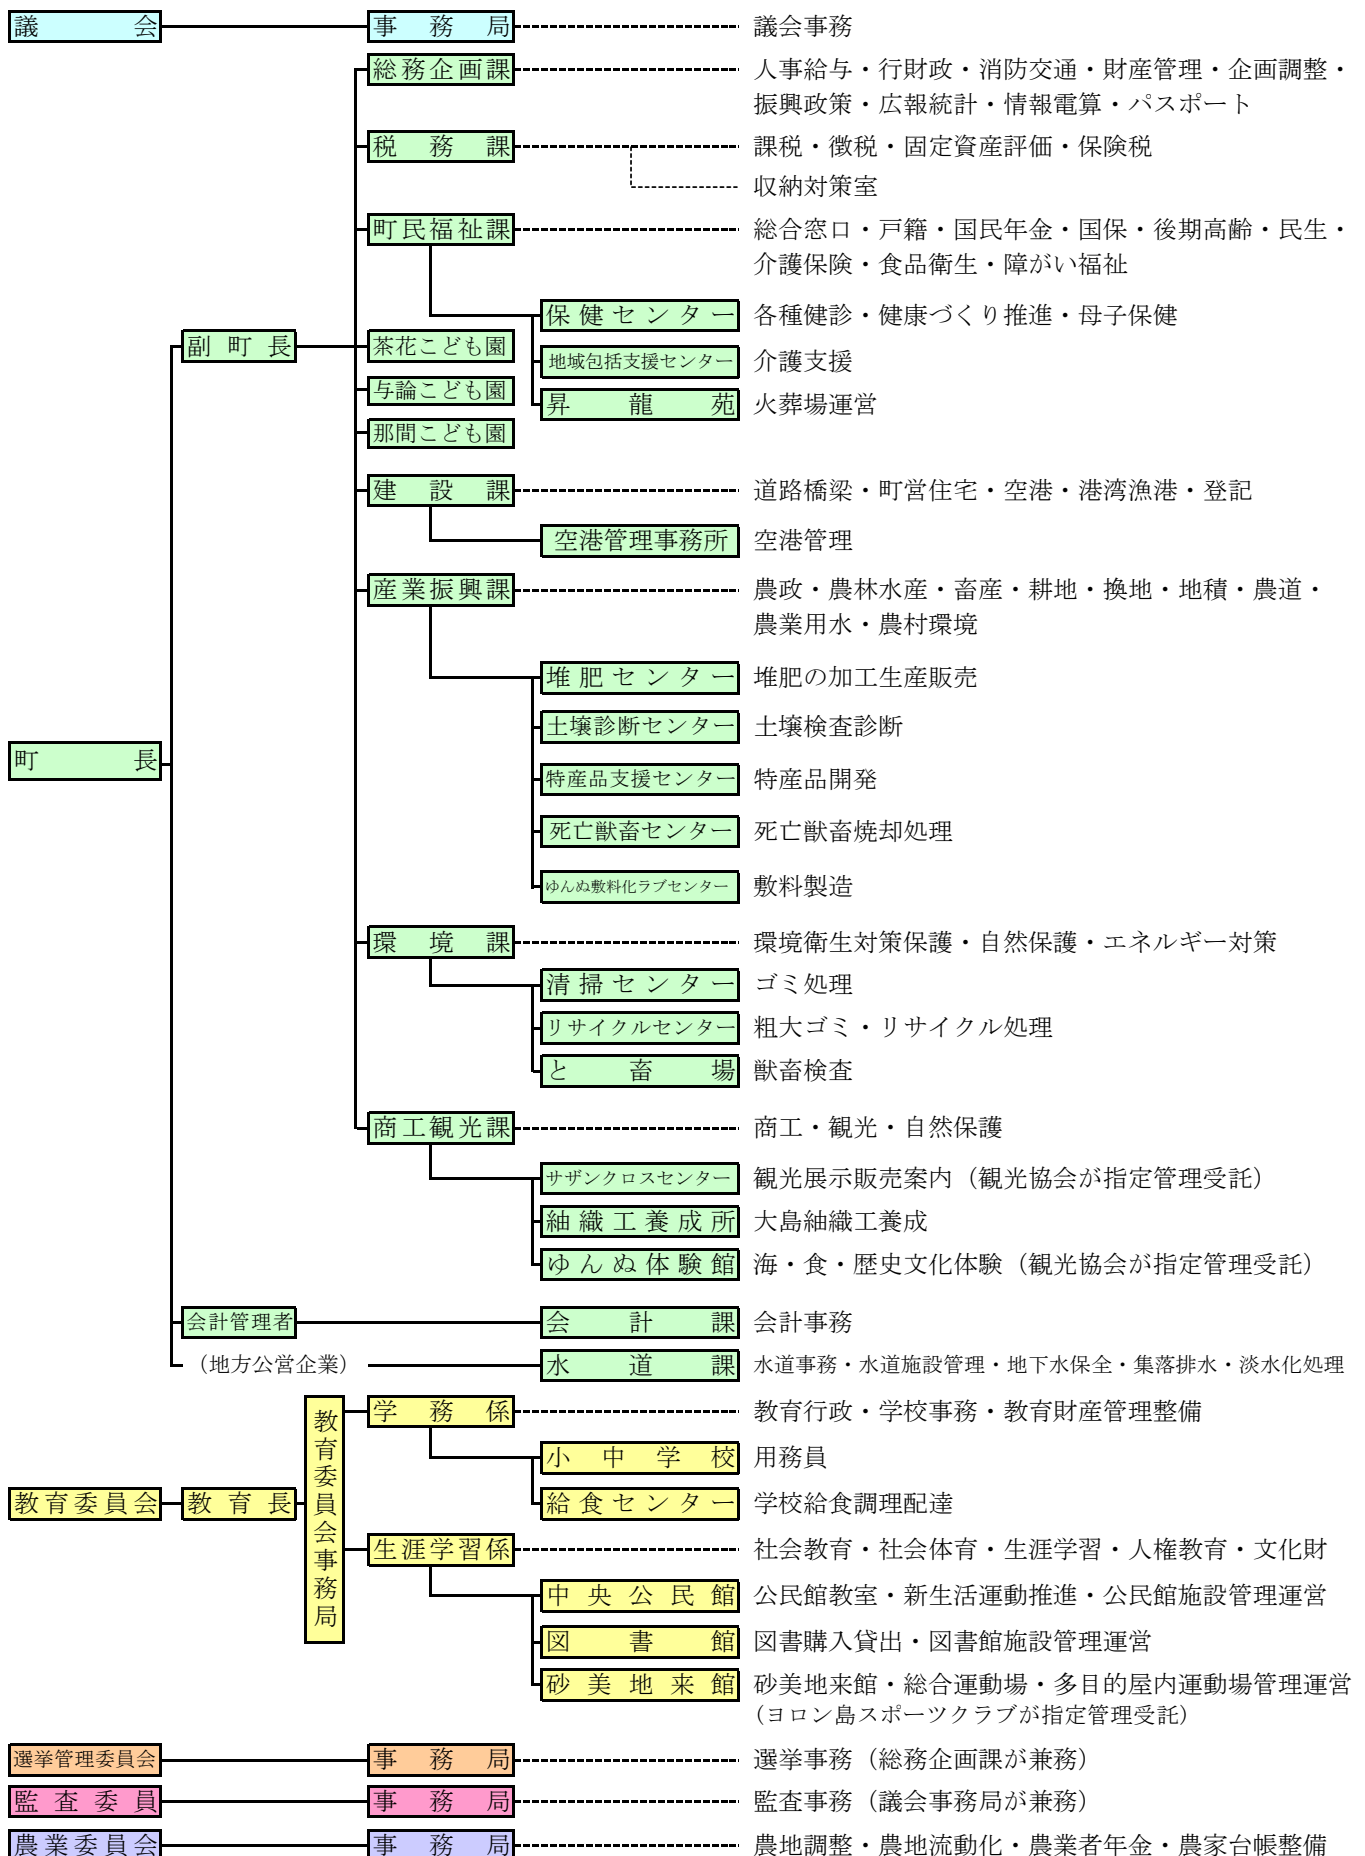 議会 事務局 議会事務
総務企画課 人事給与・行財政・消防交通・財産管理・企画調整・
振興政策・広報統計・情報電算・パスポート
税務課 課税・徴税・固定資産評価・保険税
収納対策室
町民福祉課 総合窓口・戸籍・国民年金・国保・後期高齢・民生・
介護保険・食品衛生・障がい福祉
保健センター 各種健診・健康づくり推進・母子保健
副町長 茶花こども園
地域包括支援センター 介護支援
与論こども園
昇龍苑 火葬場運営
那間こども園
建設課 道路橋梁・町営住宅・空港・港湾漁港・登記
空港管理事務所 空港管理
産業振興課 農政・農林水産・畜産・耕地・換地・地積・農道・
農業用水・農村環境
堆肥センター 堆肥の加工生産販売
土壌診断センター 土壌検査診断
町長
特産品支援センター 特産品開発
死亡獣畜センター 死亡獣畜焼却処理
ゆんぬ敷料化ラブセンター 敷料製造
環境課 環境衛生対策保護・自然保護・エネルギー対策
清掃センター ゴミ処理
リサイクルセンター 粗大ゴミ・リサイクル処理
と畜場 獣畜検査
商工観光課 商工・観光・自然保護
サザンクロスセンター 観光展示販売案内（観光協会が指定管理受託）
紬織工養成所 大島紬織工養成
ゆんぬ体験館 海・食・歴史文化体験（観光協会が指定管理受託）
会計管理者 会計課 会計事務
（地方公営企業） 水道課 水道事務・水道施設管理・地下水保全・集落排水・淡水化処理
教育委員会事務局
学務係 教育行政・学校事務・教育財産管理整備
小中学校 用務員
教育委員会 教育長 給食センター 学校給食調理配達
生涯学習係 社会教育・社会体育・生涯学習・人権教育・文化財
中央公民館 公民館教室・新生活運動推進・公民館施設管理運営
図書館 図書購入貸出・図書館施設管理運営
砂美地来館 砂美地来館・総合運動場・多目的屋内運動場管理運営
（ヨロン島スポーツクラブが指定管理受託）
選挙管理委員会 事務局 選挙事務（総務企画課が兼務）
監査委員 事務局 監査事務（議会事務局が兼務）
農業委員会 事務局 農地調整・農地流動化・農業者年金・農家台帳整備